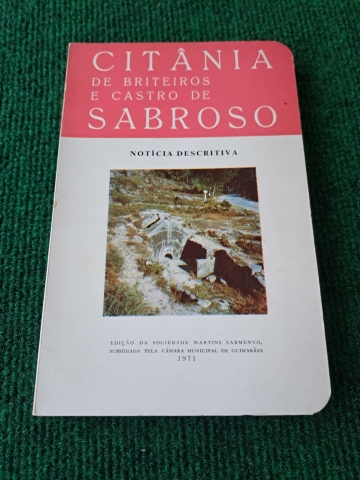 CITÂNIA
DE BRITEIROS
E CASTRO DE
SABROSO
NOTÍCIA DESCRITIVA
EDIÇÃO DA SOCIEDADE MARTINS SARMENTO,
SUBSIDIADA PELA CÂMARA MUNICIPAL DE GUIMARÃES
1971